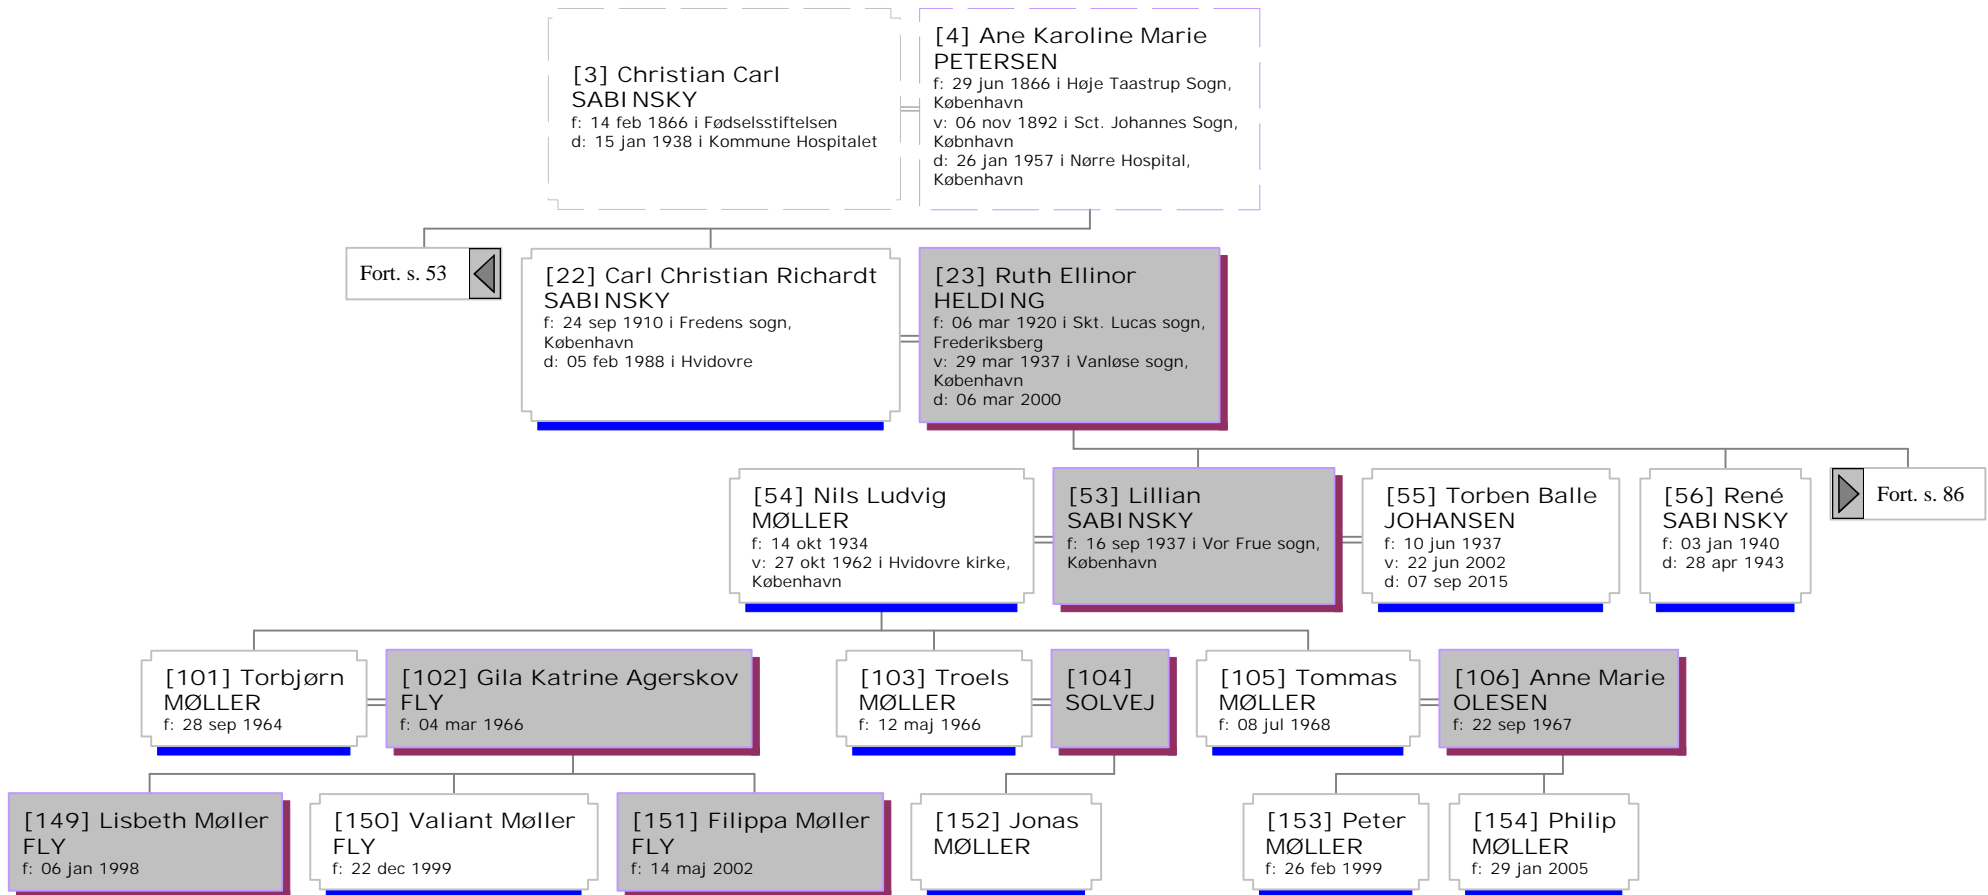 [3] Christian Carl
SABINSKY
f: 14 feb 1866 i Fødselsstiftelsen
d: 15 jan 1938 i Kommune Hospitalet
[4] Ane Karoline Marie
PETERSEN
f: 29 jun 1866 i Høje Taastrup Sogn,
København
v: 06 nov 1892 i Sct. Johannes Sogn,
Købnhavn
d: 26 jan 1957 i Nørre Hospital,
København
Fort. s. 53
[22] Carl Christian Richardt
SABINSKY
f: 24 sep 1910 i Fredens sogn,
København
d: 05 feb 1988 i Hvidovre
[23] Ruth Ellinor
HELDING
f: 06 mar 1920 i Skt. Lucas sogn,
Frederiksberg
v: 29 mar 1937 i Vanløse sogn,
København
d: 06 mar 2000
[54] Nils Ludvig
MØLLER
f: 14 okt 1934
v: 27 okt 1962 i Hvidovre kirke,
København
[53] Lillian
SABINSKY
f: 16 sep 1937 i Vor Frue sogn,
København
[55] Torben Balle
JOHANSEN
f: 10 jun 1937
v: 22 jun 2002
d: 07 sep 2015
[56] René
SABINSKY
f: 03 jan 1940
d: 28 apr 1943
Fort. s. 86
[101] Torbjørn
MØLLER
f: 28 sep 1964
[102] Gila Katrine Agerskov
FLY
f: 04 mar 1966
[103] Troels
MØLLER
f: 12 maj 1966
[104]
SOLVEJ
[105] Tommas
MØLLER
f: 08 jul 1968
[106] Anne Marie
OLESEN
f: 22 sep 1967
[149] Lisbeth Møller
FLY
f: 06 jan 1998
[150] Valiant Møller
FLY
f: 22 dec 1999
[151] Filippa Møller
FLY
f: 14 maj 2002
[152] Jonas
MØLLER
[153] Peter
MØLLER
f: 26 feb 1999
[154] Philip
MØLLER
f: 29 jan 2005